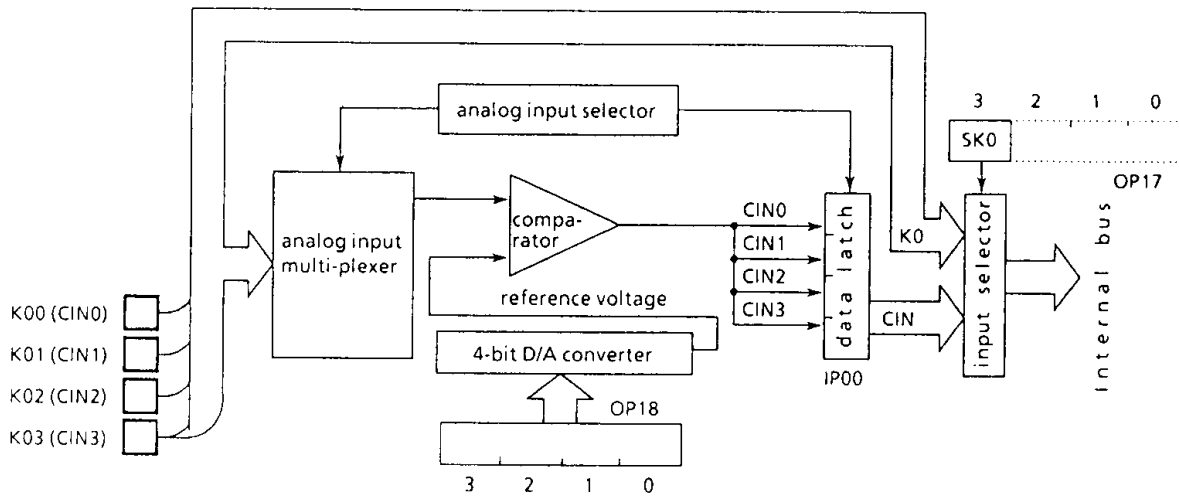 analog input selector
3 2 1 0
SK0
OP17
analog input
multi-plexer
compa-
rator
reference voltage
4-bit D/A converter
OP18
3 2 1 0
CIN0
CIN1
CIN2
CIN3
data latch
IP00
K0
CIN
input selector
Internal bus
K00 (CIN0)
K01 (CIN1)
K02 (CIN2)
K03 (CIN3)